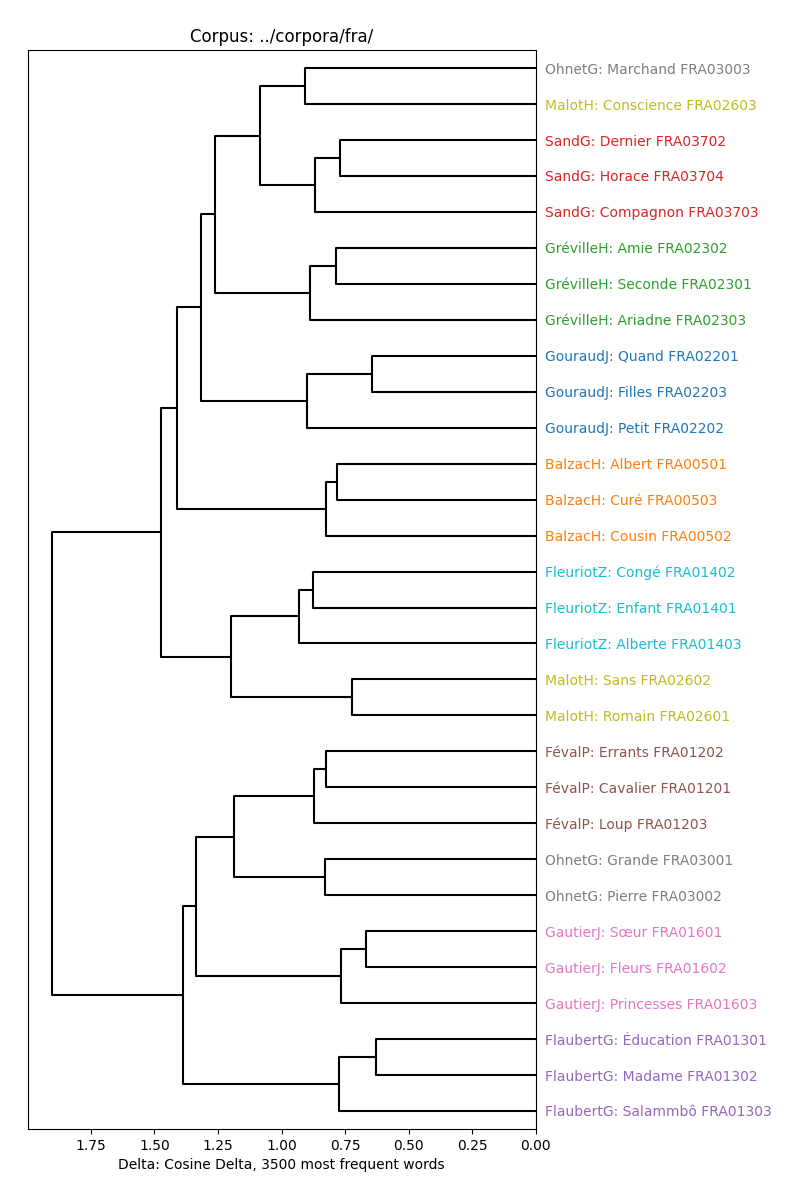 Corpus: ../corpora/fra/
OhnetG: Marchand FRA03003
MalotH: Conscience FRA02603
SandG: Dernier FRA03702
SandG: Horace FRA03704
SandG: Compagnon FRA03703
GrévilleH: Amie FRA02302
GrévilleH: Seconde FRA02301
GrévilleH: Ariadne FRA02303
GouraudJ: Quand FRA02201
GouraudJ: Filles FRA02203
GouraudJ: Petit FRA02202
BalzacH: Albert FRA00501
BalzacH: Curé FRA00503
BalzacH: Cousin FRA00502
FleuriotZ: Congé FRA01402
FleuriotZ: Enfant FRA01401
FleuriotZ: Alberte FRA01403
MalotH: Sans FRA02602
MalotH: Romain FRA02601
FévalP: Errants FRA01202
FévalP: Cavalier FRA01201
FévalP: Loup FRA01203
OhnetG: Grande FRA03001
OhnetG: Pierre FRA03002
GautierJ: Sœur FRA01601
GautierJ: Fleurs FRA01602
GautierJ: Princesses FRA01603
FlaubertG: Éducation FRA01301
FlaubertG: Madame FRA01302
FlaubertG: Salammbô FRA01303
1.75 1.50 1.25 1.00 0.75 0.50 0.25 0.00
Delta: Cosine Delta, 3500 most frequent words